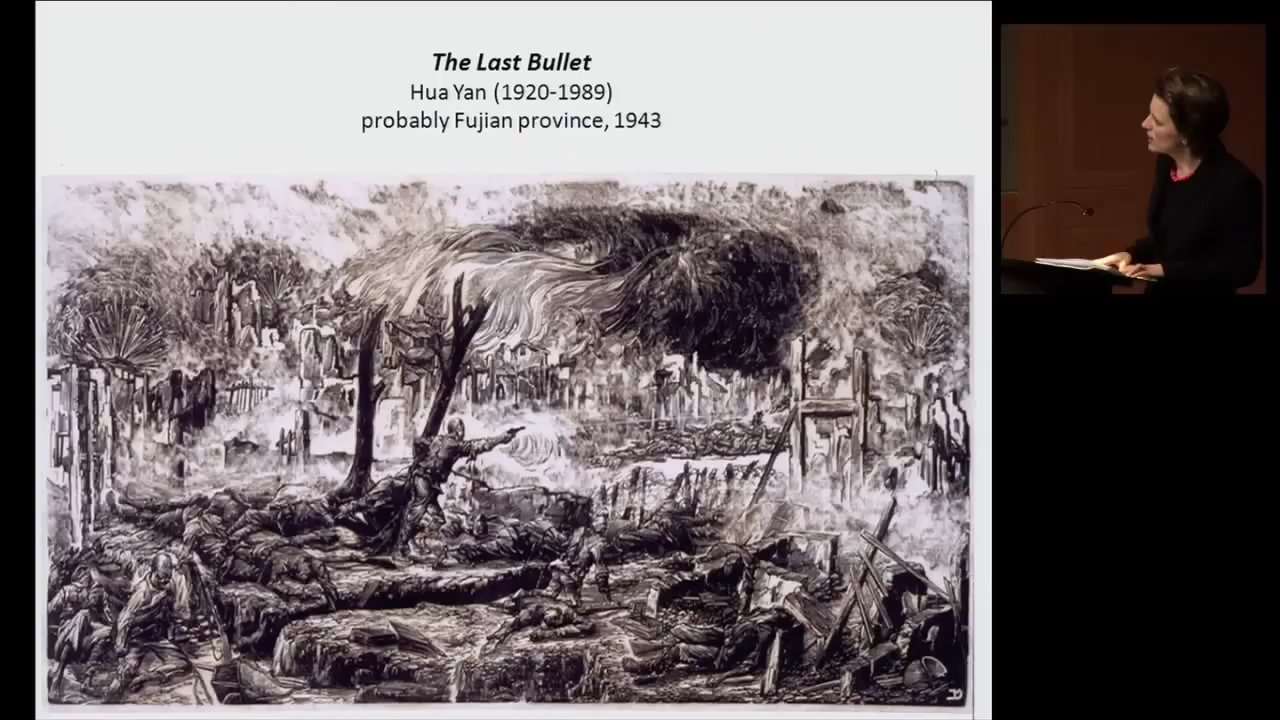 The Last Bullet
Hua Yan (1920-1989)
probably Fujian province, 1943